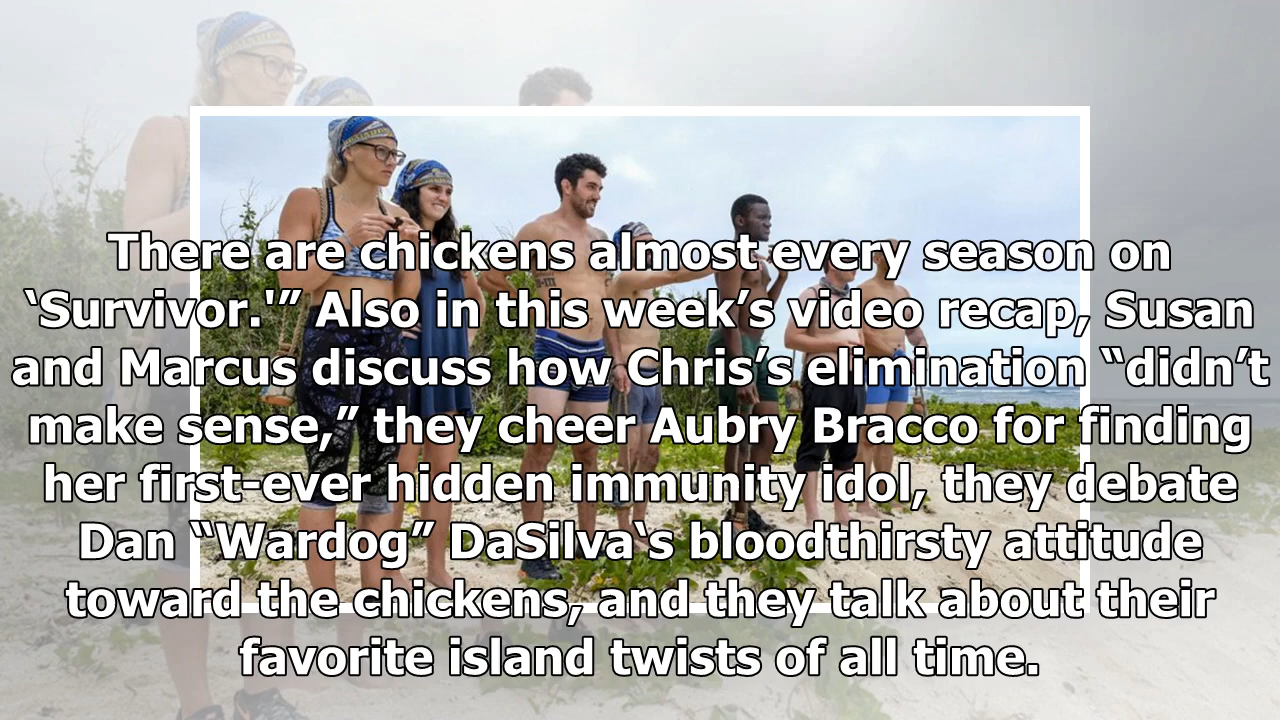 There are chickens almost every season on
‘Survivor.'” Also in this week’s video recap, Susan
and Marcus discuss how Chris’s elimination “didn’t
make sense,” they cheer Aubry Bracco for finding
her first-ever hidden immunity idol, they debate
Dan “Wardog” DaSilva‘s bloodthirsty attitude
toward the chickens, and they talk about their
favorite island twists of all time.